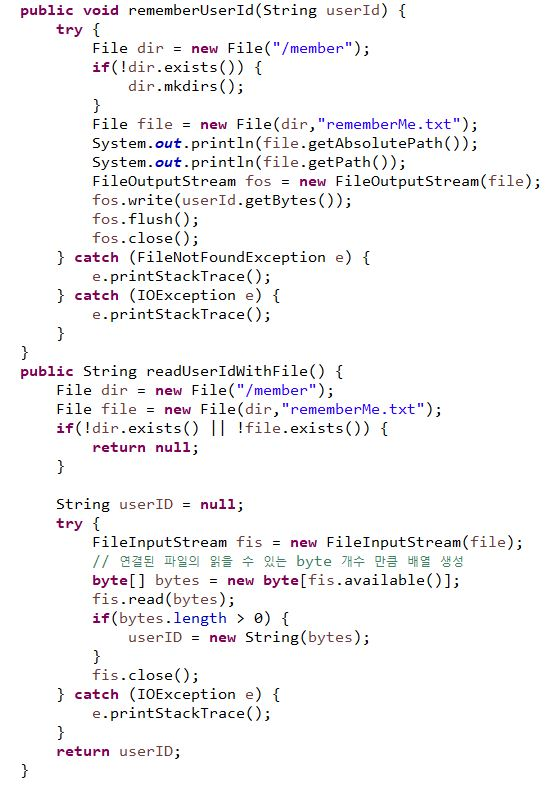 public void rememberUserId(String userId) {
    try {
        File dir = new File("/member");
        if(!dir.exists()) {
            dir.mkdirs();
        }
        File file = new File(dir,"rememberMe.txt");
        System.out.println(file.getAbsolutePath());
        System.out.println(file.getPath());
        FileOutputStream fos = new FileOutputStream(file);
        fos.write(userId.getBytes());
        fos.flush();
        fos.close();
    } catch (FileNotFoundException e) {
        e.printStackTrace();
    } catch (IOException e) {
        e.printStackTrace();
    }
}
public String readUserIdWithFile() {
    File dir = new File("/member");
    File file = new File(dir,"rememberMe.txt");
    if(!dir.exists() || !file.exists()) {
        return null;
    }

    String userID = null;
    try {
        FileInputStream fis = new FileInputStream(file);
        // 연결된 파일의 읽을 수 있는 byte 개수 만큼 배열 생성
        byte[] bytes = new byte[fis.available()];
        fis.read(bytes);
        if(bytes.length > 0) {
            userID = new String(bytes);
        }
        fis.close();
    } catch (IOException e) {
        e.printStackTrace();
    }
    return userID;
}